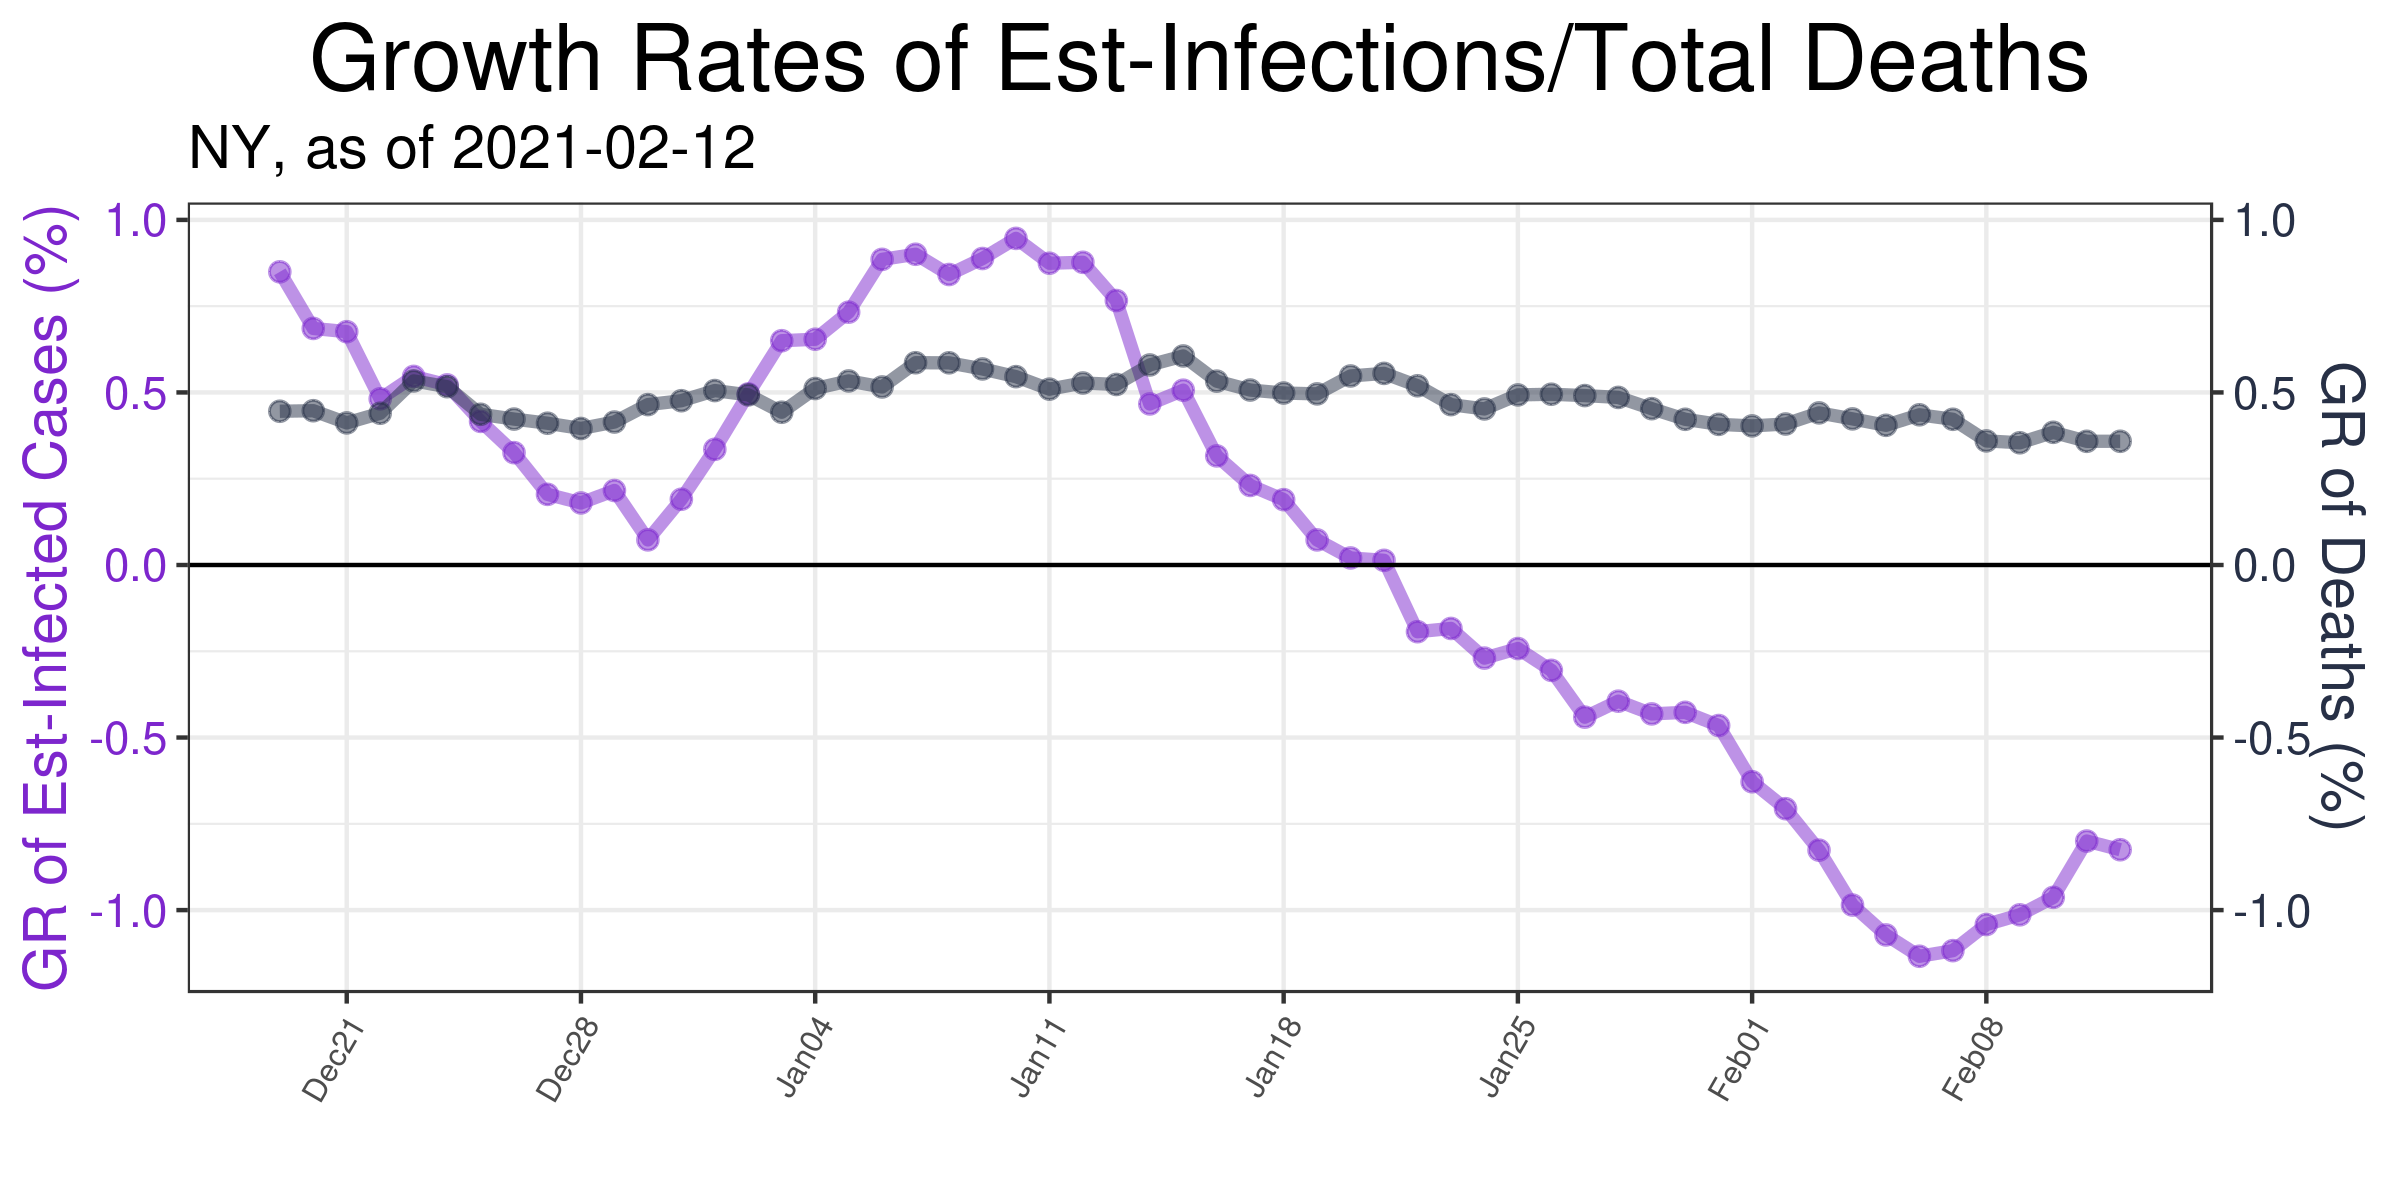 Growth Rates of Est-Infections/Total Deaths
NY, as of 2021-02-12
GR of Est-Infected Cases (%)
1.0
0.5
0.0
-0.5
-1.0
1.0
0.5
0.0
-0.5
-1.0
GR of Deaths (%)
Dec21
Dec28
Jan04
Jan11
Jan18
Jan25
Feb01
Feb08